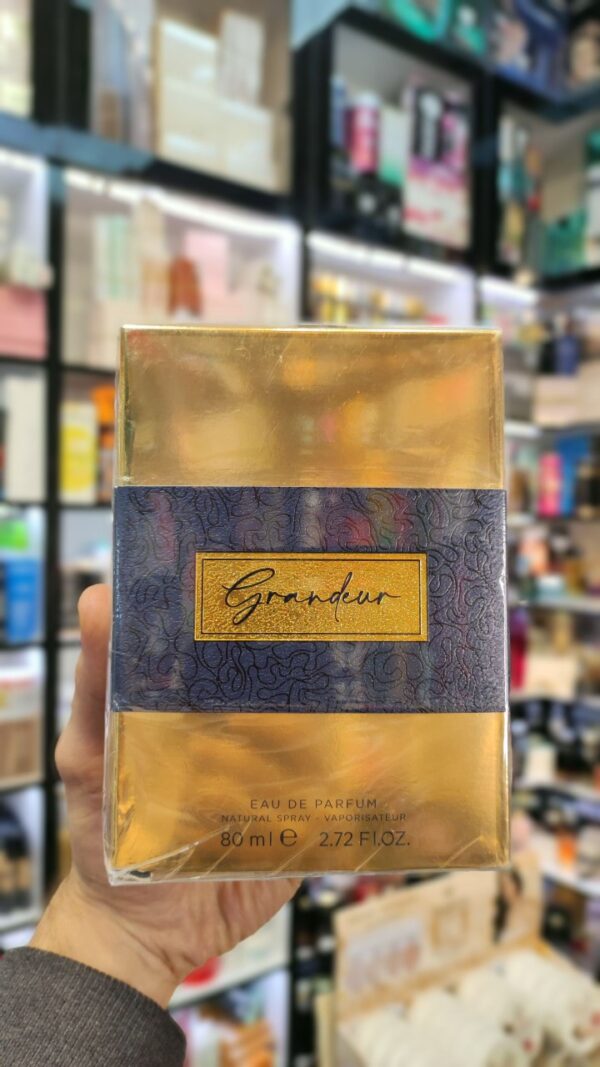 Grandeur
EAU DE PARFUM
NATURAL SPRAY - VAPORISATEUR
80 ml ℮ 2.72 Fl.OZ.